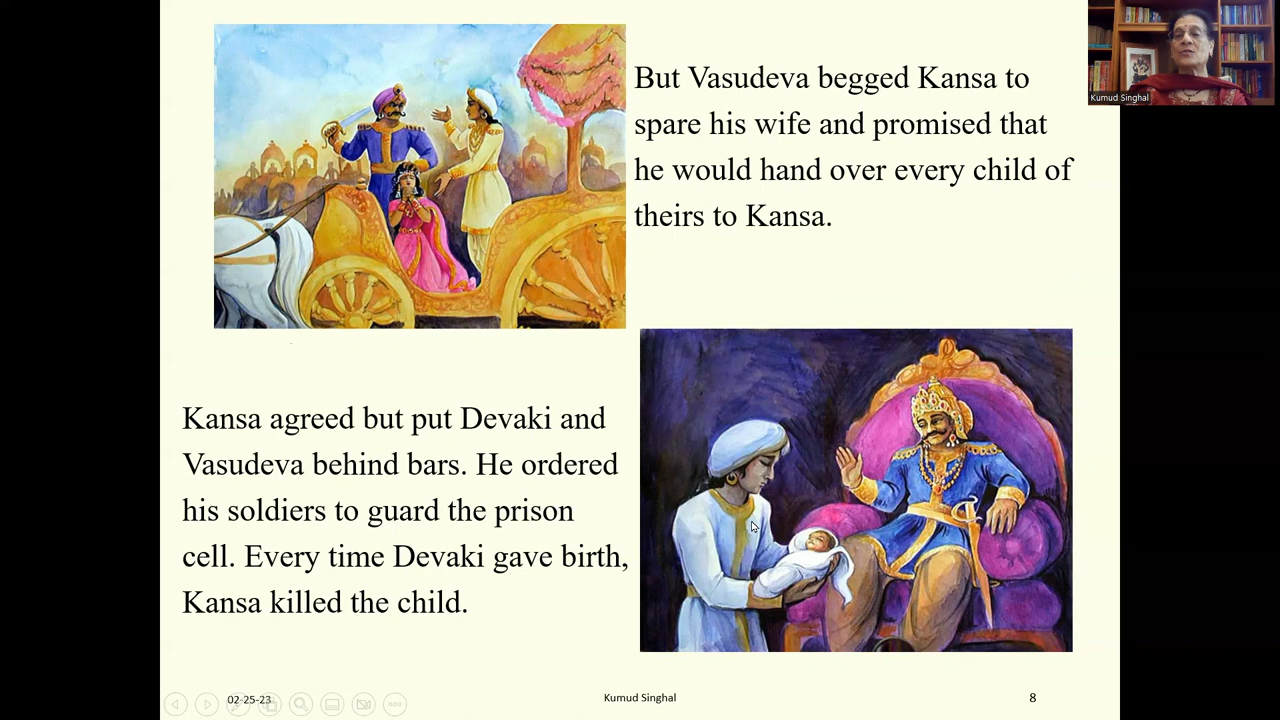 But Vasudeva begged Kansa to
spare his wife and promised that
he would hand over every child of
theirs to Kansa.
Kansa agreed but put Devaki and
Vasudeva behind bars. He ordered
his soldiers to guard the prison
cell. Every time Devaki gave birth,
Kansa killed the child.
02-25-23
Kumud Singhal
8
Kumud Singhal